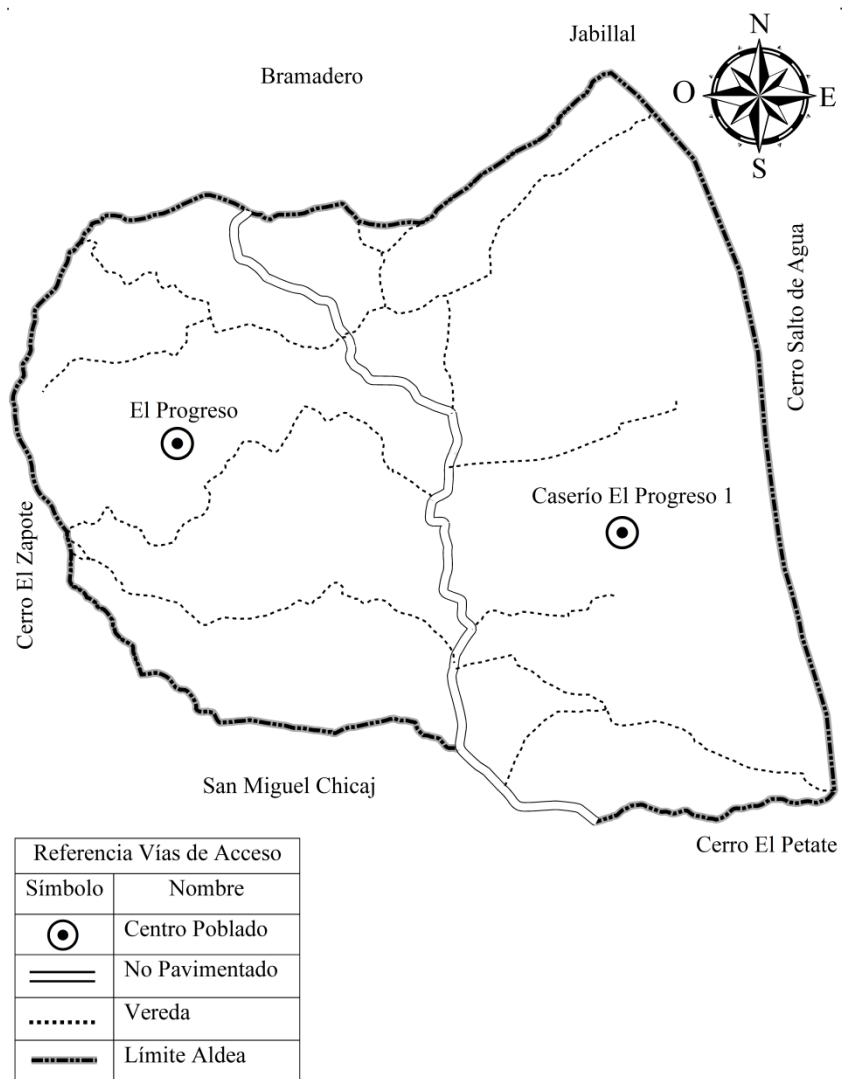 Jabillal
Bramadero
N
O
E
S
Cerro Salto de Agua
El Progreso
Caserío El Progreso 1
Cerro El Zapote
San Miguel Chicaj
Cerro El Petate
Referencia Vías de Acceso
Símbolo Nombre
Centro Poblado
No Pavimentado
Vereda
Límite Aldea